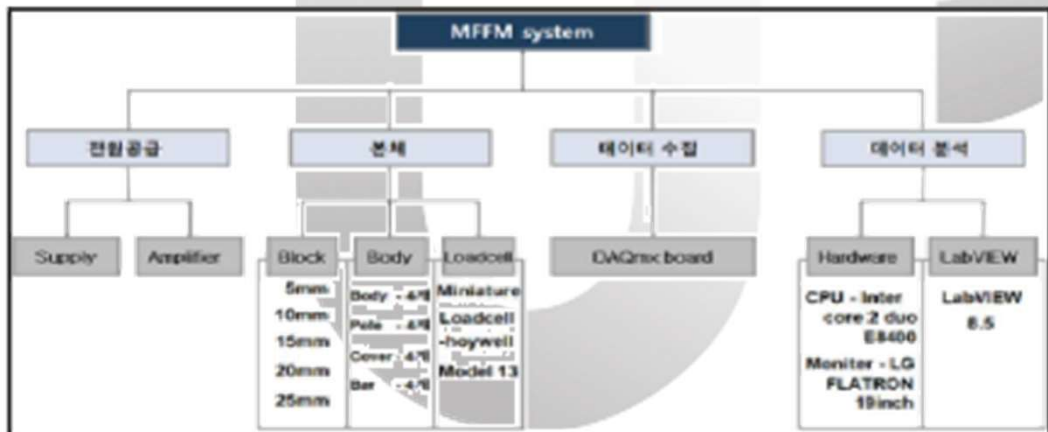 MFFM system
전원공급
본체
데이터 수집
데이터 분석
Supply
Amplifier
Block
Body
Loadcell
DAQmx board
Hardware
LabVIEW
5mm
10mm
15mm
20mm
25mm
Body - 4개
Pole - 4개
Cover - 4개
Bar - 4개
Miniature
Loadcell
-hoywell
Model 13
CPU - Inter
core 2 duo
E8400
Moniter - LG
FLATRON
19inch
LabVIEW
8.5